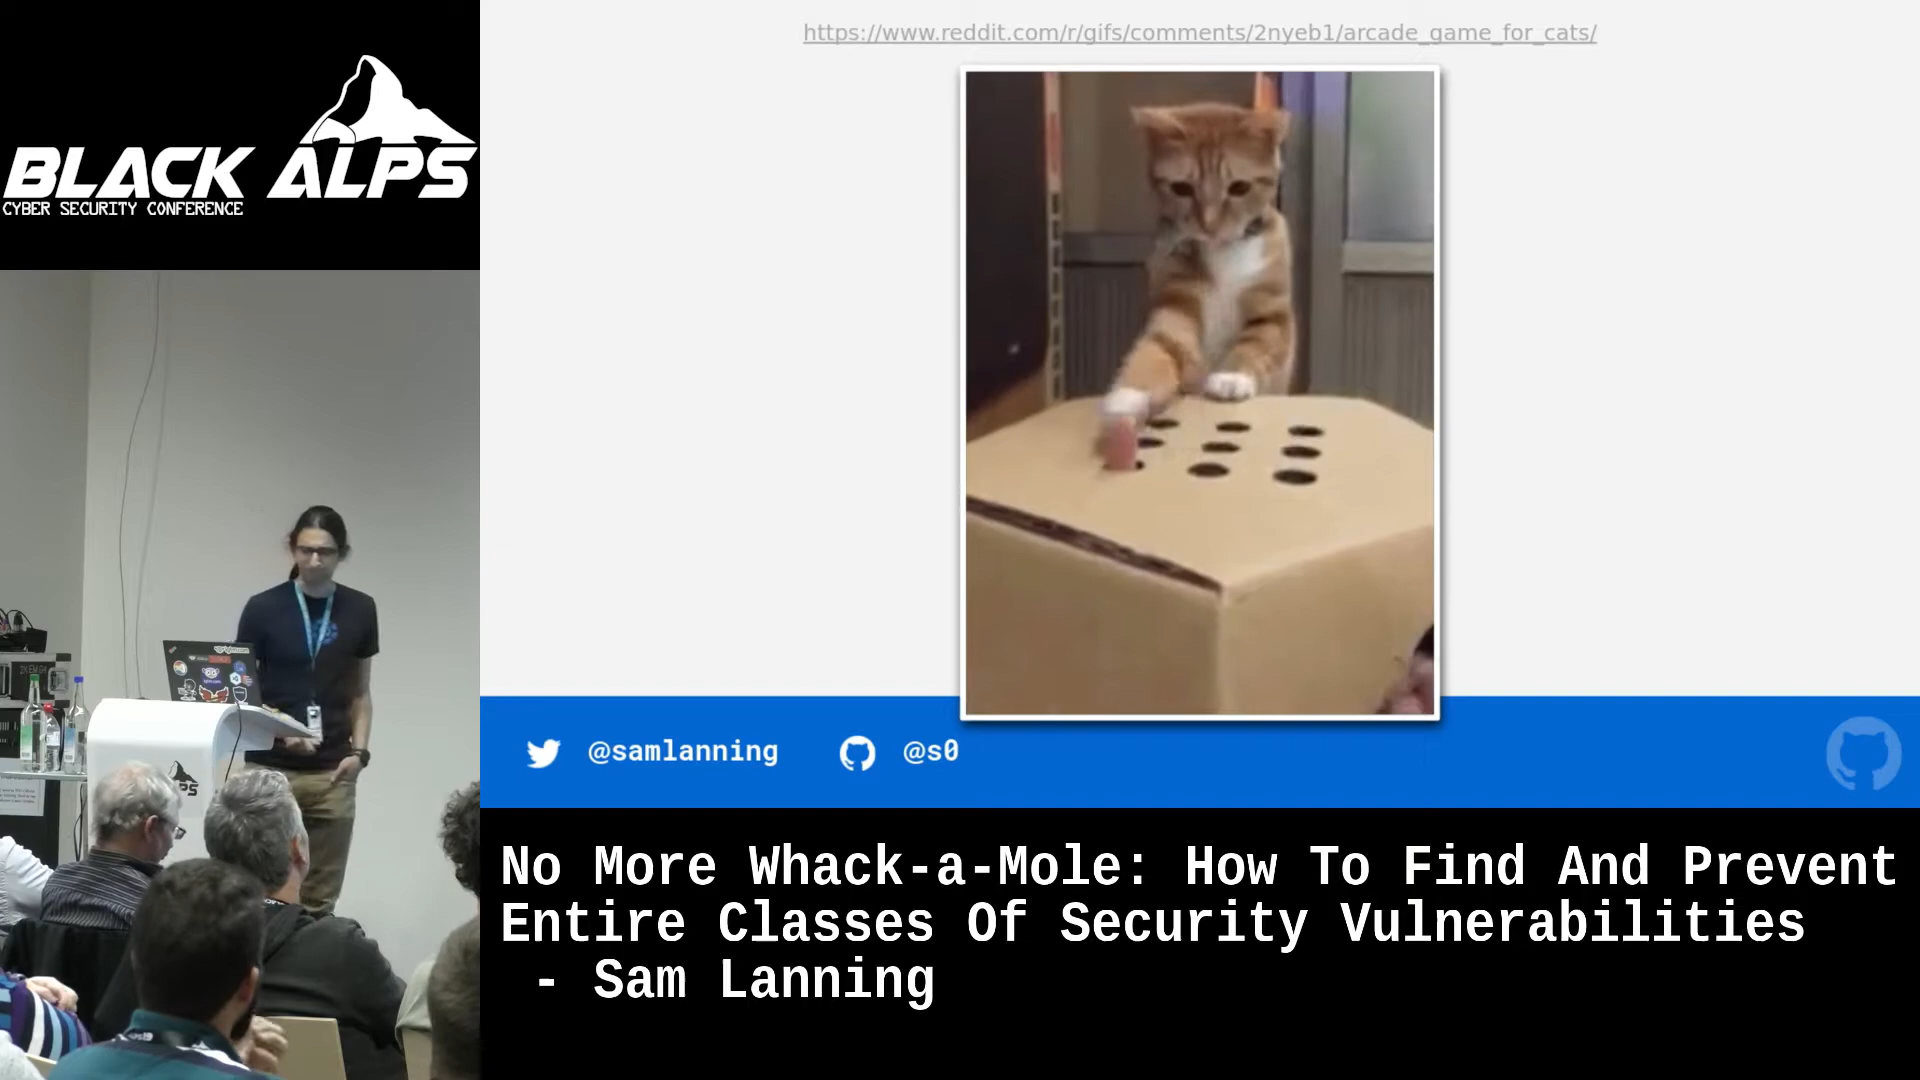 BLACK ALPS
CYBER SECURITY CONFERENCE
https://www.reddit.com/r/gifs/comments/2nyeb1/arcade_game_for_cats/
@samlanning
@s0
No More Whack-a-Mole: How To Find And Prevent
Entire Classes Of Security Vulnerabilities
- Sam Lanning